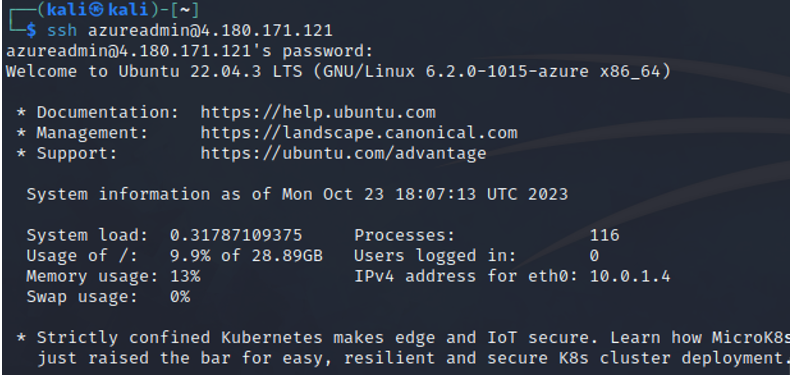 ┌──(kali㉿kali)-[~]
└─$ ssh azureadmin@4.180.171.121
azureadmin@4.180.171.121's password:
Welcome to Ubuntu 22.04.3 LTS (GNU/Linux 6.2.0-1015-azure x86_64)
* Documentation:  https://help.ubuntu.com
* Management:     https://landscape.canonical.com
* Support:        https://ubuntu.com/advantage
System information as of Mon Oct 23 18:07:13 UTC 2023
System load:  0.31787109375     Processes:             116
Usage of /:   9.9% of 28.89GB   Users logged in:       0
Memory usage: 13%               IPv4 address for eth0: 10.0.1.4
Swap usage:   0%
* Strictly confined Kubernetes makes edge and IoT secure. Learn how MicroK8s
just raised the bar for easy, resilient and secure K8s cluster deployment.